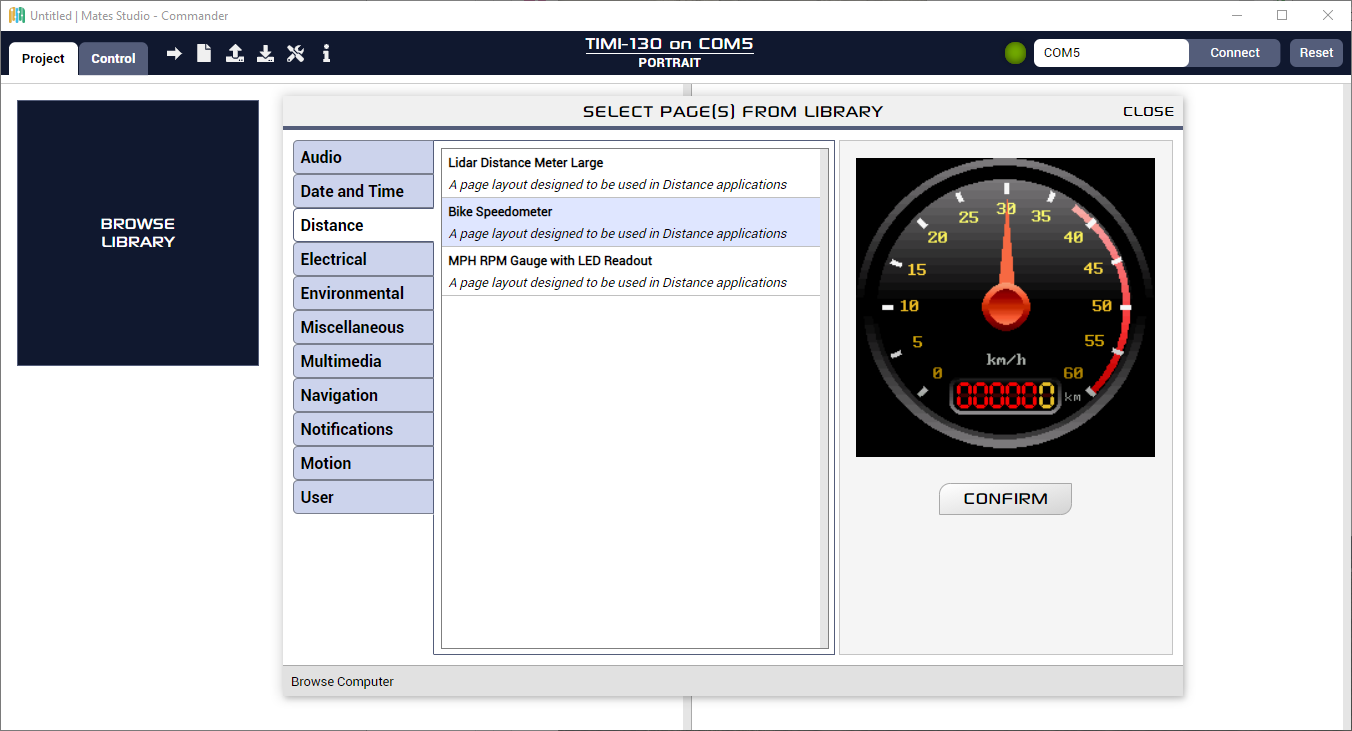 Untitled | Mates Studio - Commander
Project
Control
TIMI-130 on COM5
PORTRAIT
COM5
Connect
Reset
BROWSE
LIBRARY
SELECT PAGE(S) FROM LIBRARY
CLOSE
Audio
Date and Time
Distance
Electrical
Environmental
Miscellaneous
Multimedia
Navigation
Notifications
Motion
User
Lidar Distance Meter Large
A page layout designed to be used in Distance applications
Bike Speedometer
A page layout designed to be used in Distance applications
MPH RPM Gauge with LED Readout
A page layout designed to be used in Distance applications
0
5
10
15
20
25
30
35
40
45
50
55
60
km/h
000000
km
CONFIRM
Browse Computer